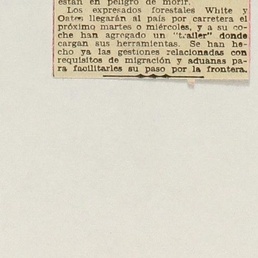 están en peligro de morir.
Los expresados forestales White y
Oaten llegarán al país por carretera el
próximo martes o miércoles, y a su co-
che han agregado un "trailer" donde
cargan sus herramientas. Se han he-
cho ya las gestiones relacionadas con
requisitos de migración y aduanas pa-
ra facilitarles su paso por la frontera.